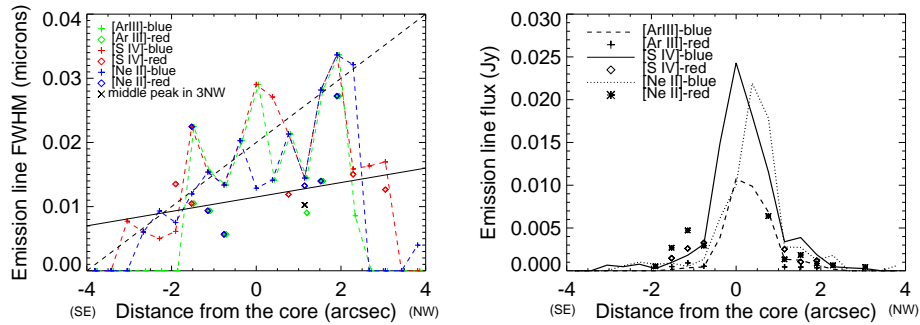 [ArIII]-blue
[Ar III]-red
[S IV]-blue
[S IV]-red
[Ne II]-blue
[Ne II]-red
middle peak in 3NW
Emission line FWHM (microns)
0.04
0.03
0.02
0.01
0.00
-4
-2
0
2
4
(SE)
Distance from the core (arcsec)
(NW)
[ArIII]-blue
[Ar III]-red
[S IV]-blue
[S IV]-red
[Ne II]-blue
[Ne II]-red
Emission line flux (Jy)
0.030
0.025
0.020
0.015
0.010
0.005
0.000
-4
-2
0
2
4
(SE)
Distance from the core (arcsec)
(NW)